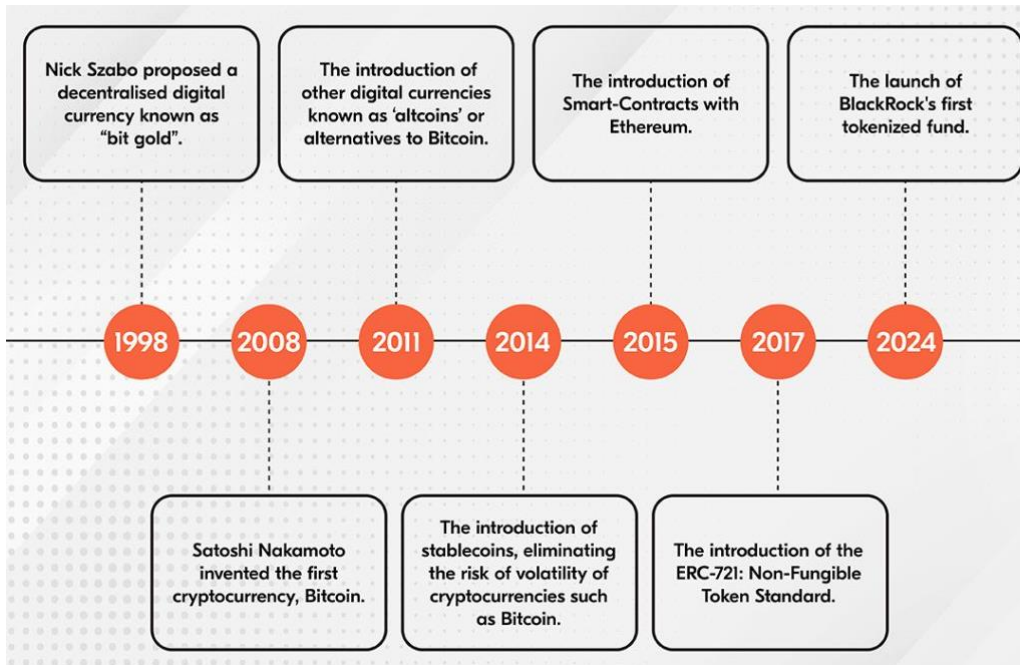 Nick Szabo proposed a
decentralised digital
currency known as
“bit gold”.
The introduction of
other digital currencies
known as ‘altcoins’ or
alternatives to Bitcoin.
The introduction of
Smart-Contracts with
Ethereum.
The launch of
BlackRock's first
tokenized fund.
1998
2008
2011
2014
2015
2017
2024
Satoshi Nakamoto
invented the first
cryptocurrency, Bitcoin.
The introduction of
stablecoins, eliminating
the risk of volatility of
cryptocurrencies such
as Bitcoin.
The introduction of the
ERC-721: Non-Fungible
Token Standard.